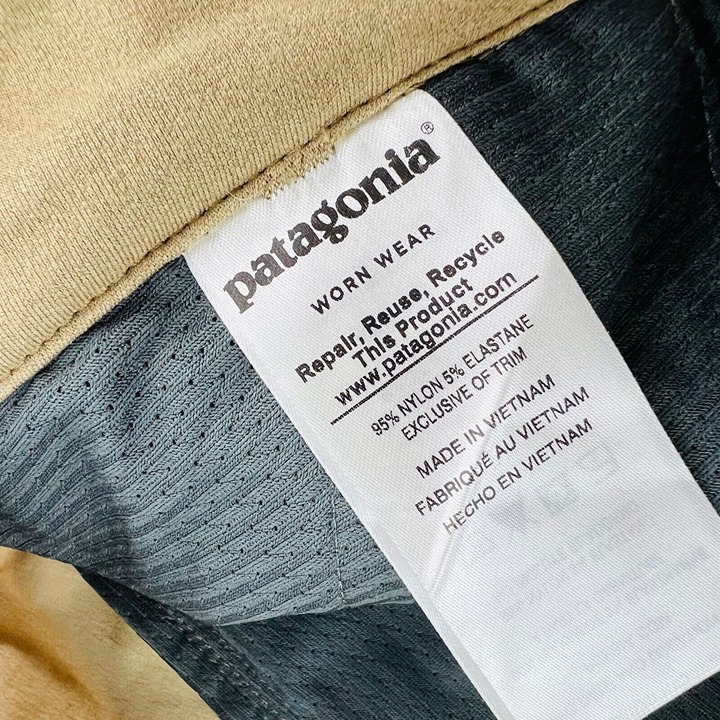 patagonia®
WORN WEAR
Repair, Reuse, Recycle
This Product
www.patagonia.com
95% NYLON 5% ELASTANE
EXCLUSIVE OF TRIM
MADE IN VIETNAM
FABRIQUÉ AU VIETNAM
HECHO EN VIETNAM